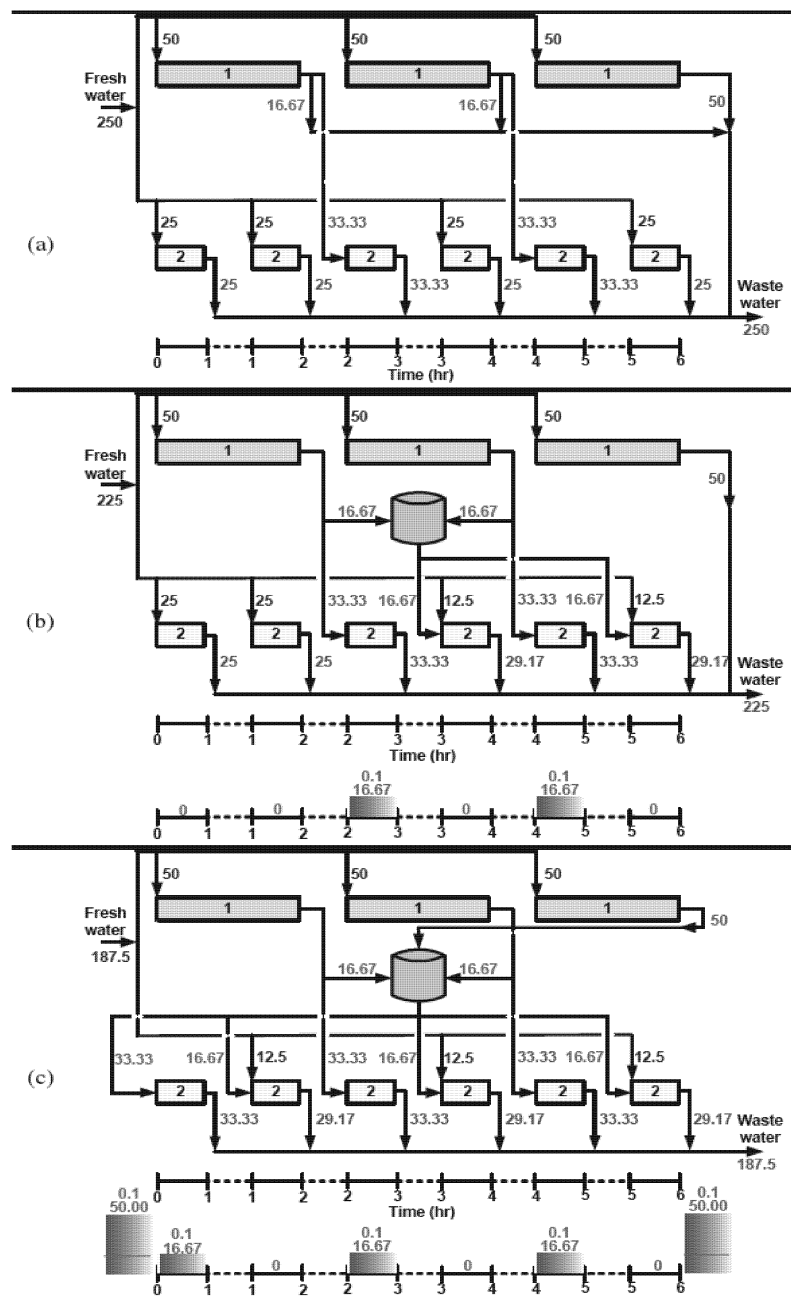 50 50 50
1 1 1
Fresh
water
250
16.67 16.67 50
(a)
25 25 33.33 25 33.33 25
2 2 2 2 2 2
25 25 33.33 25 33.33 25
Waste
water
250
0 1 1 2 2 3 3 4 4 5 5 6
Time (hr)
50 50 50
1 1 1
Fresh
water
225
50
16.67 16.67
(b)
25 25 33.33 16.67 12.5 33.33 16.67 12.5
2 2 2 2 2 2
25 25 33.33 29.17 33.33 29.17
Waste
water
225
0 1 1 2 2 3 3 4 4 5 5 6
Time (hr)
0.1 0.1
16.67 16.67
0 0 0 0
0 1 1 2 2 3 3 4 4 5 5 6
50 50 50
1 1 1
Fresh
water
187.5
50
16.67 16.67
(c)
33.33 16.67 12.5 33.33 16.67 12.5 33.33 16.67 12.5
2 2 2 2 2 2
33.33 29.17 33.33 29.17 33.33 29.17
Waste
water
187.5
0 1 1 2 2 3 3 4 4 5 5 6
Time (hr)
0.1 0.1
50.00 50.00
0.1 0.1 0.1
16.67 16.67 16.67
0 0 0
0 1 1 2 2 3 3 4 4 5 5 6